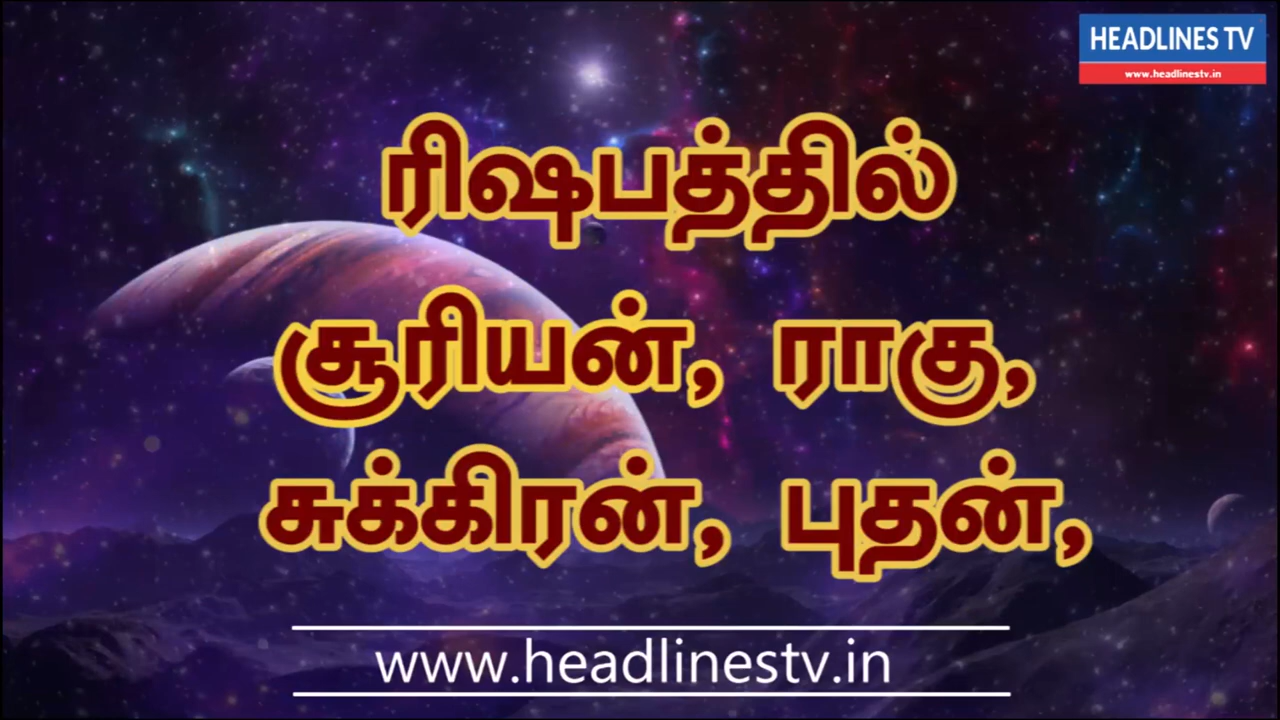 HEADLINES TV
www.headlinestv.in
ரிஷபத்தில்
சூரியன், ராகு,
சுக்கிரன், புதன்,
www.headlinestv.in